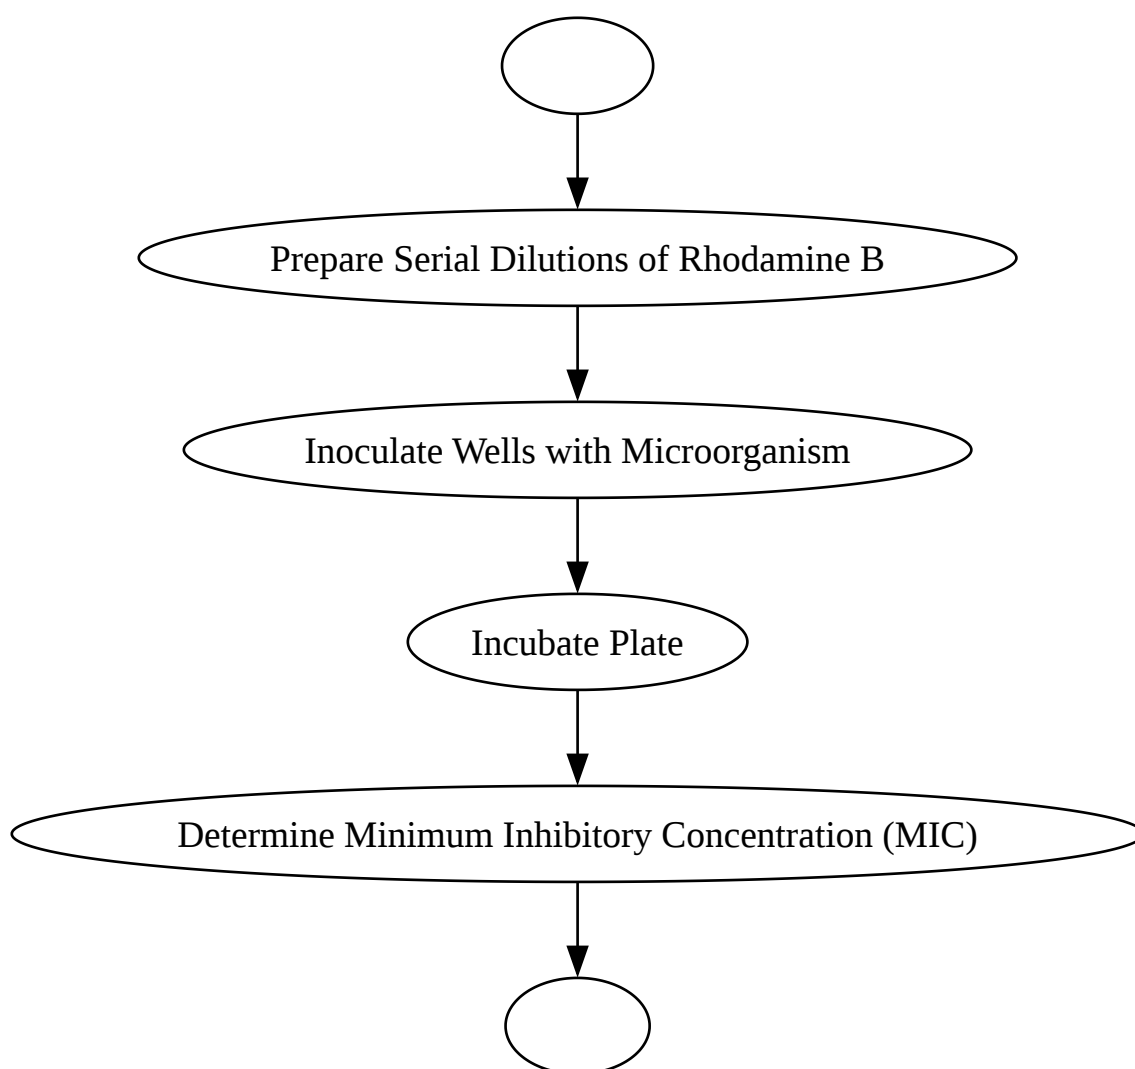 Prepare Serial Dilutions of Rhodamine B
Inoculate Wells with Microorganism
Incubate Plate
Determine Minimum Inhibitory Concentration (MIC)